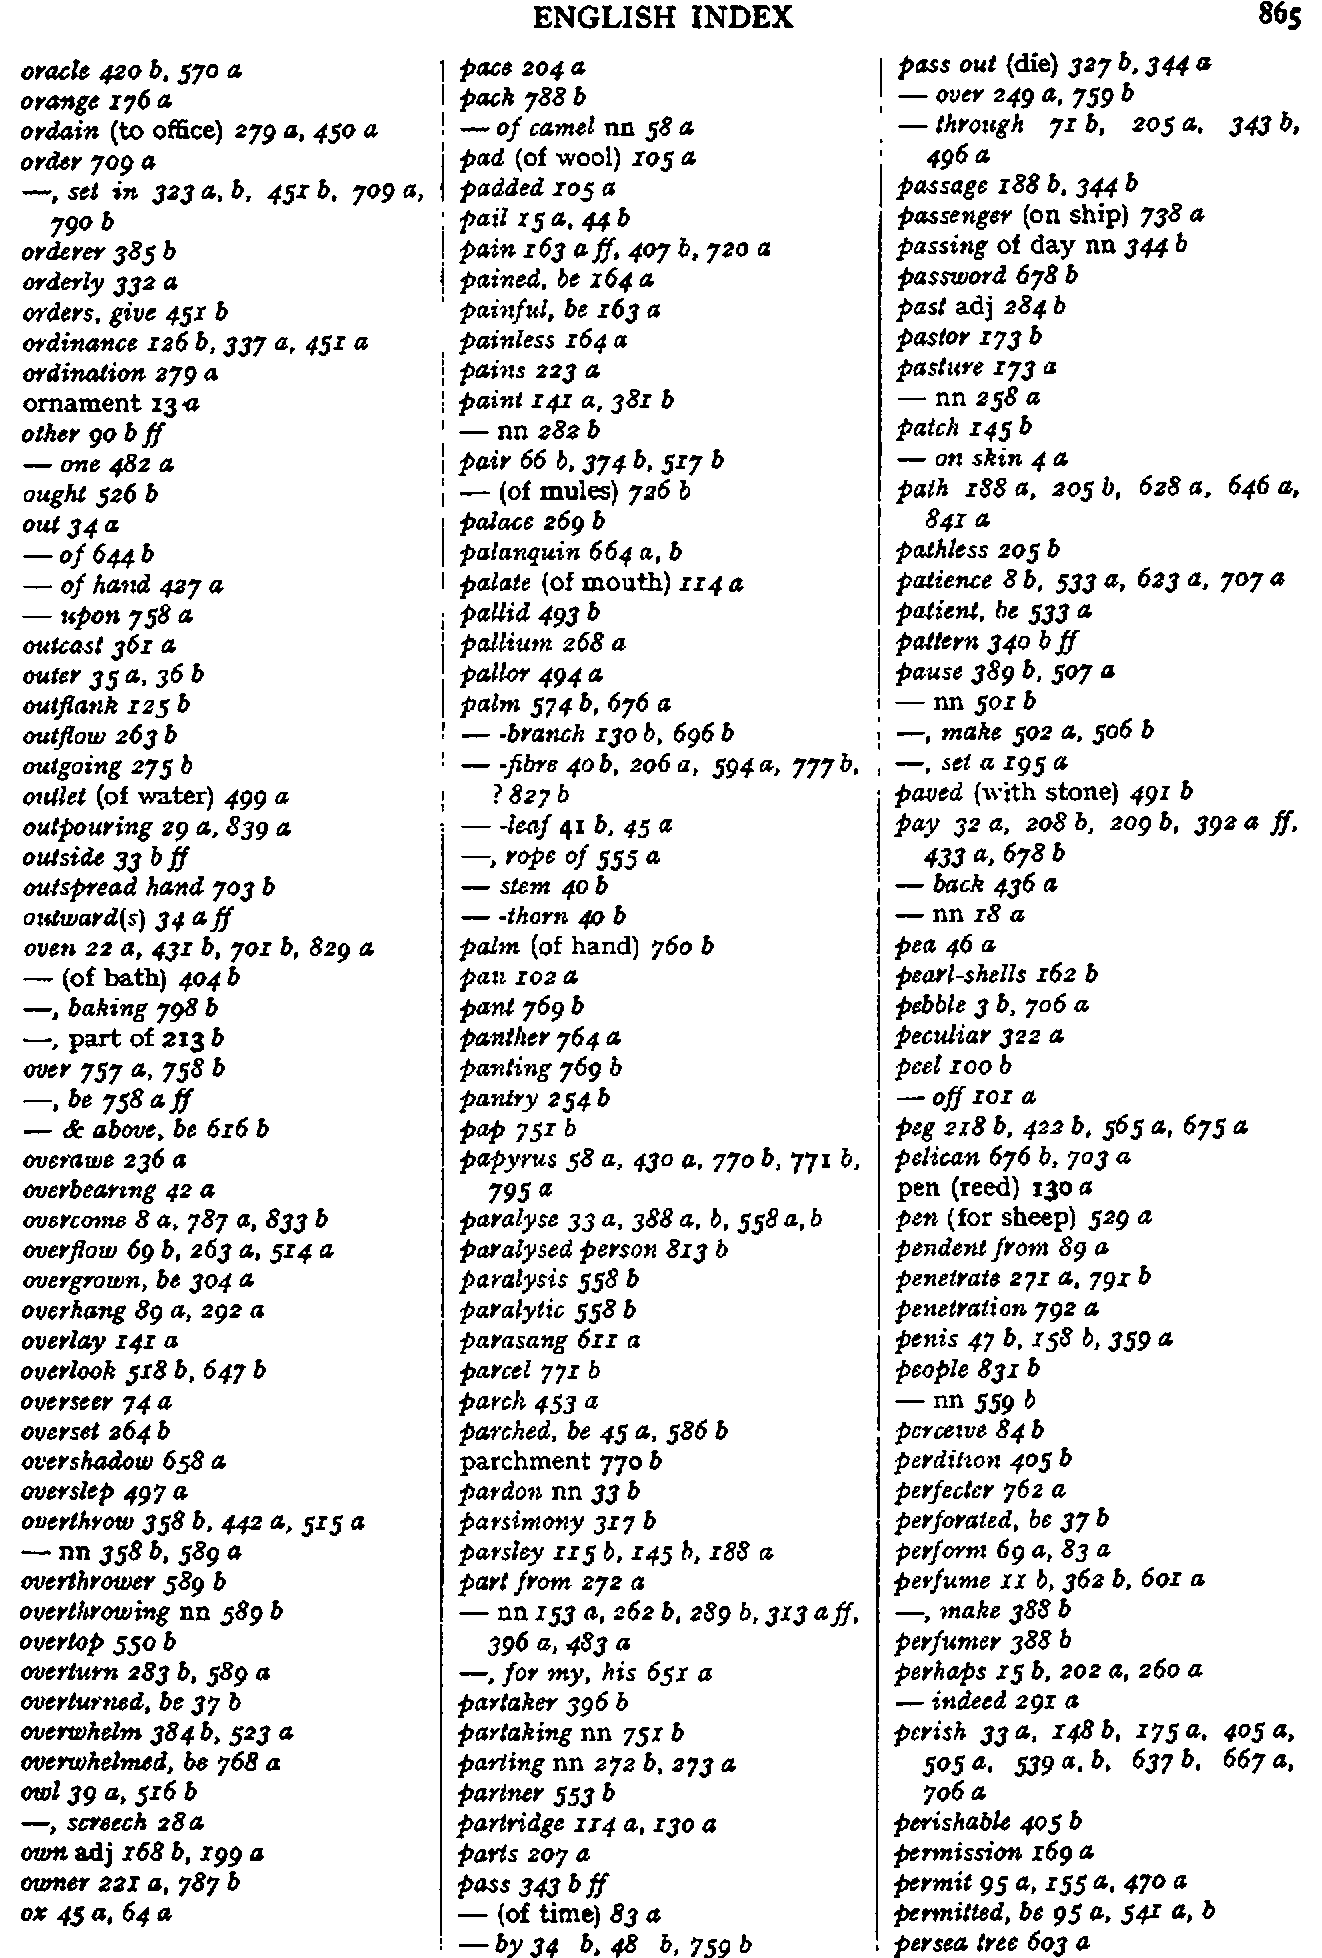 ENGLISH INDEX
865
oracle 420 b, 570 a
orange 176 a
ordain (to office) 279 a, 450 a
order 709 a
—, set in 323 a, b, 451 b, 709 a,
790 b
orderer 385 b
orderly 332 a
orders, give 451 b
ordinance 126 b, 337 a, 451 a
ordination 279 a
ornament 13 a
other 90 b ff
— one 482 a
ought 526 b
out 34 a
— of 644 b
— of hand 427 a
— upon 758 a
outcast 361 a
outer 35 a, 36 b
outflank 125 b
outflow 263 b
outgoing 275 b
outlet (of water) 499 a
outpouring 29 a, 839 a
outside 33 b ff
outspread hand 703 b
outward(s) 34 a ff
oven 22 a, 431 b, 701 b, 829 a
— (of bath) 404 b
—, baking 798 b
—, part of 213 b
over 757 a, 758 b
—, be 758 a ff
— & above, be 616 b
overawe 236 a
overbearing 42 a
overcome 8 a, 787 a, 833 b
overflow 69 b, 263 a, 514 a
overgrown, be 304 a
overhang 89 a, 292 a
overlay 141 a
overlook 518 b, 647 b
overseer 74 a
overset 264 b
overshadow 658 a
overslep 497 a
overthrow 358 b, 442 a, 515 a
— nn 358 b, 589 a
overthrower 589 b
overthrowing nn 589 b
overtop 550 b
overturn 283 b, 589 a
overturned, be 37 b
overwhelm 384 b, 523 a
overwhelmed, be 768 a
owl 39 a, 516 b
—, screech 28 a
own adj 168 b, 199 a
owner 221 a, 787 b
ox 45 a, 64 a
pace 204 a
pack 788 b
— of camel nn 58 a
pad (of wool) 105 a
padded 105 a
pail 15 a, 44 b
pain 163 a ff, 407 b, 720 a
pained, be 164 a
painful, be 163 a
painless 164 a
pains 223 a
paint 141 a, 381 b
— nn 282 b
pair 66 b, 374 b, 517 b
— (of mules) 726 b
palace 269 b
palanquin 664 a, b
palate (of mouth) 114 a
pallid 493 b
pallium 268 a
pallor 494 a
palm 574 b, 676 a
— -branch 130 b, 696 b
— -fibre 40 b, 206 a, 594 a, 777 b,
? 827 b
— -leaf 41 b, 45 a
—, rope of 555 a
— stem 40 b
— -thorn 40 b
palm (of hand) 760 b
pan 102 a
pant 769 b
panther 764 a
panting 769 b
pantry 254 b
pap 751 b
papyrus 58 a, 430 a, 770 b, 771 b,
795 a
paralyse 33 a, 388 a, b, 558 a, b
paralysed person 813 b
paralysis 558 b
paralytic 558 b
parasang 611 a
parcel 771 b
parch 453 a
parched, be 45 a, 586 b
parchment 770 b
pardon nn 33 b
parsimony 317 b
parsley 115 b, 145 b, 188 a
part from 272 a
— nn 153 a, 262 b, 289 b, 313 a ff,
396 a, 483 a
—, for my, his 651 a
partaker 396 b
partaking nn 751 b
parting nn 272 b, 273 a
partner 553 b
partridge 114 a, 130 a
parts 207 a
pass 343 b ff
— (of time) 83 a
— by 34 b, 48 b, 759 b
pass out (die) 327 b, 344 a
— over 249 a, 759 b
— through 71 b, 205 a, 343 b,
496 a
passage 188 b, 344 b
passenger (on ship) 738 a
passing of day nn 344 b
password 678 b
past adj 284 b
pastor 173 b
pasture 173 a
— nn 258 a
patch 145 b
— on skin 4 a
path 188 a, 205 b, 628 a, 646 a,
841 a
pathless 205 b
patience 8 b, 533 a, 623 a, 707 a
patient, be 533 a
pattern 340 b ff
pause 389 b, 507 a
— nn 501 b
—, make 502 a, 506 b
—, set a 195 a
paved (with stone) 491 b
pay 32 a, 208 b, 209 b, 392 a ff,
433 a, 678 b
— back 436 a
— nn 18 a
pea 46 a
pearl-shells 162 b
pebble 3 b, 706 a
peculiar 322 a
peel 100 b
— off 101 a
peg 218 b, 422 b, 565 a, 675 a
pelican 676 b, 703 a
pen (reed) 130 a
pen (for sheep) 529 a
pendent from 89 a
penetrate 271 a, 791 b
penetration 792 a
penis 47 b, 158 b, 359 a
people 831 b
— nn 559 b
perceive 84 b
perdition 405 b
perfecter 762 a
perforated, be 37 b
perform 69 a, 83 a
perfume 11 b, 362 b, 601 a
—, make 388 b
perfumer 388 b
perhaps 15 b, 202 a, 260 a
— indeed 291 a
perish 33 a, 148 b, 175 a, 405 a,
505 a, 539 a, b, 637 b, 667 a,
706 a
perishable 405 b
permission 169 a
permit 95 a, 155 a, 470 a
permitted, be 95 a, 541 a, b
persea tree 603 a